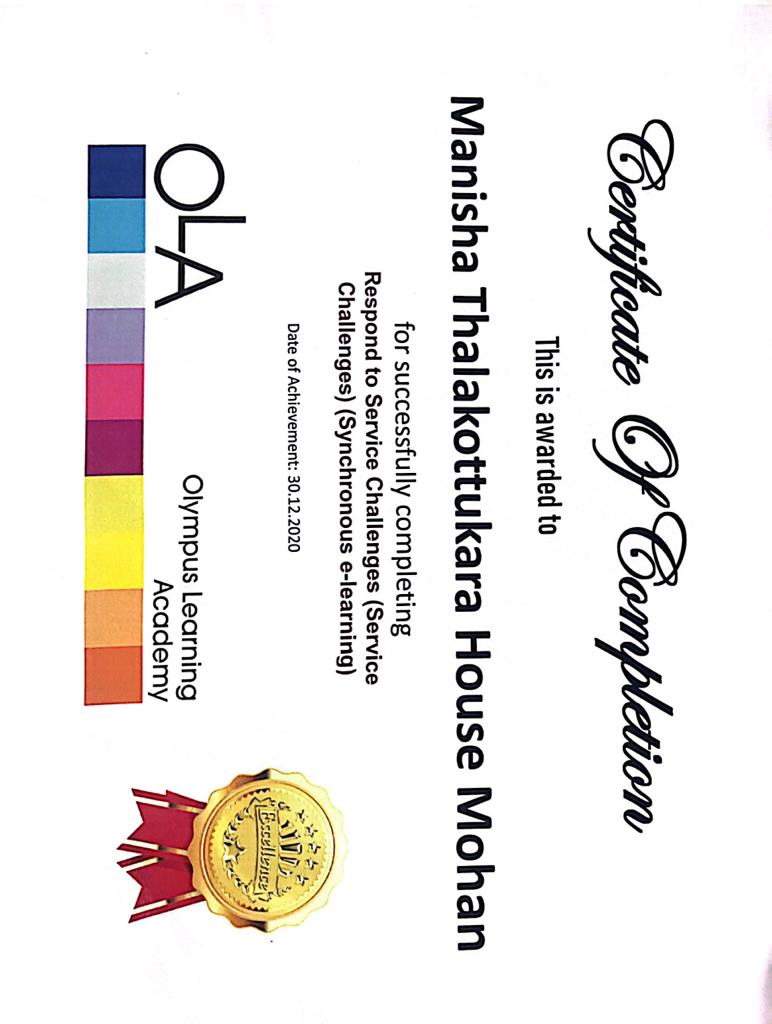 Certificate Of Completion
This is awarded to
Manisha Thalakottukara House Mohan
for successfully completing
Respond to Service Challenges (Service
Challenges) (Synchronous e-learning)
Date of Achievement: 30.12.2020
Excellence
OLA
Olympus Learning
Academy